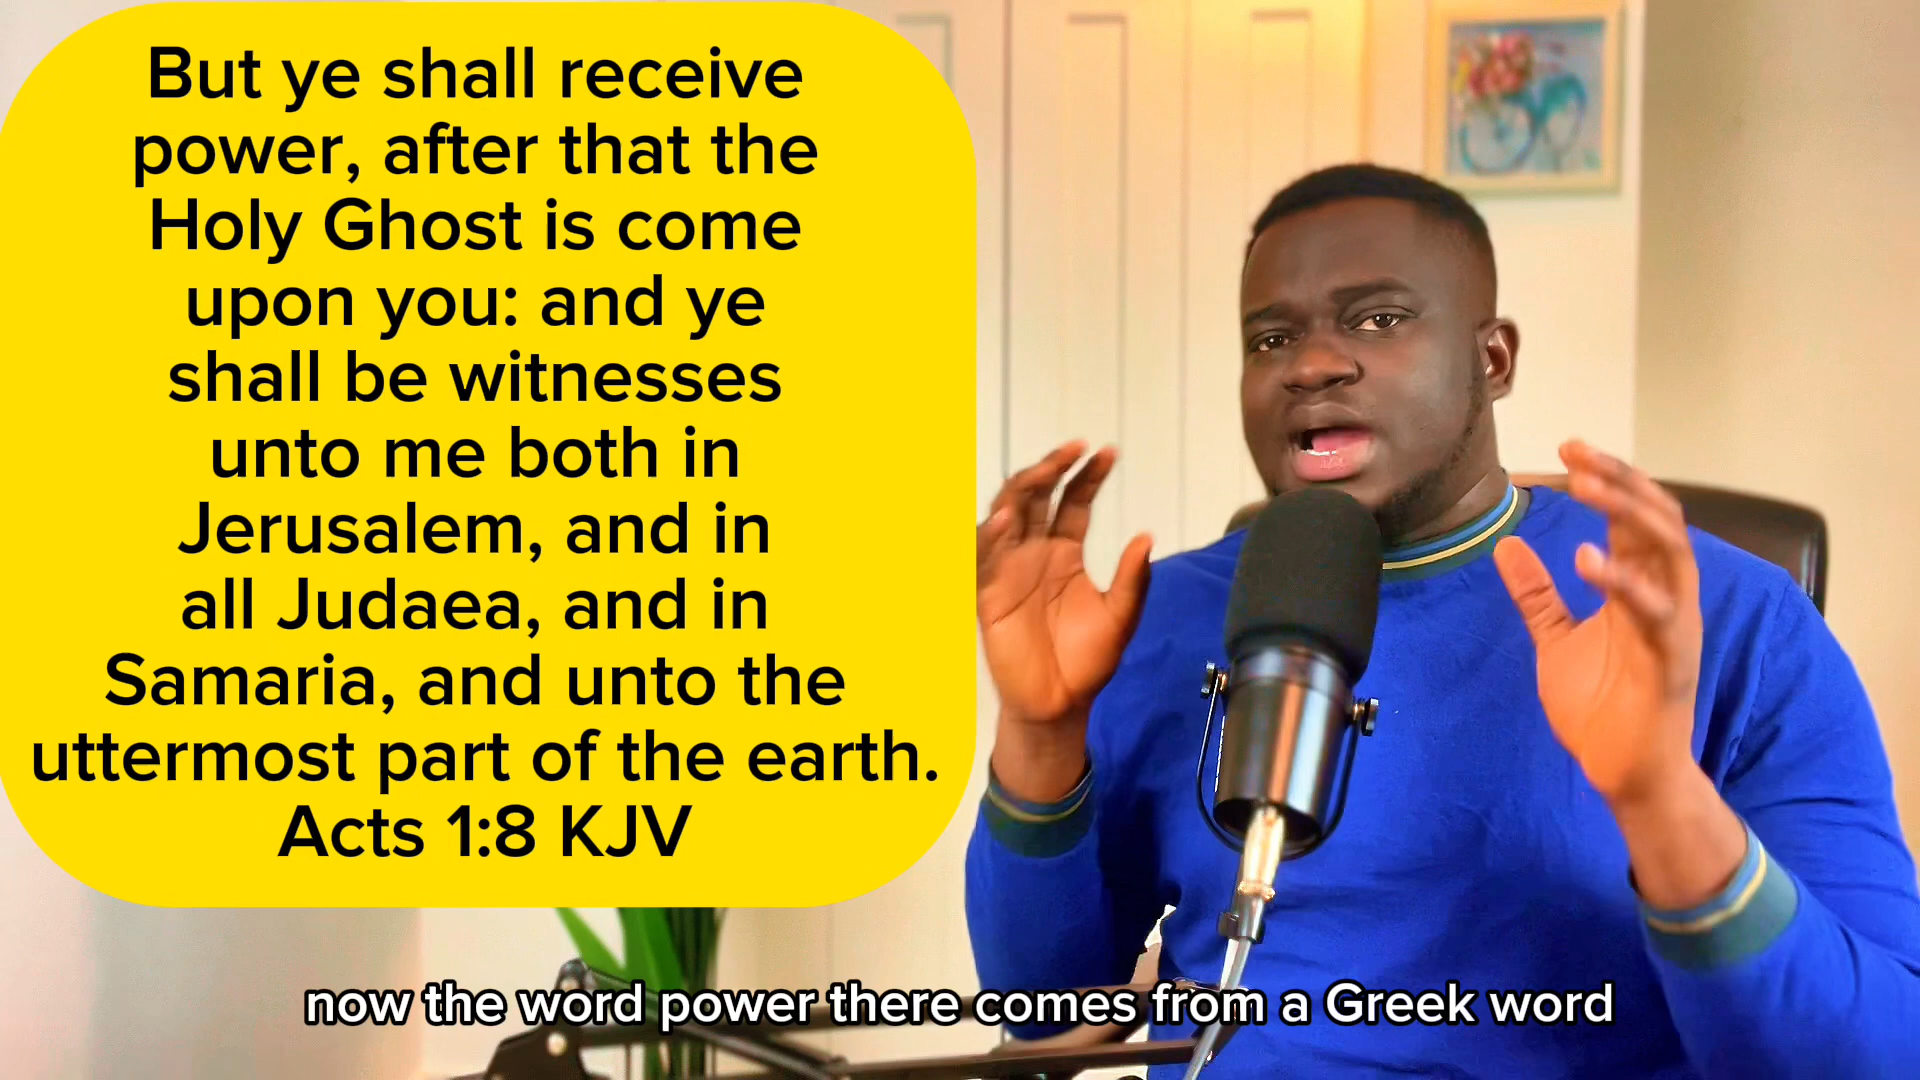 But ye shall receive
power, after that the
Holy Ghost is come
upon you: and ye
shall be witnesses
unto me both in
Jerusalem, and in
all Judaea, and in
Samaria, and unto the
uttermost part of the earth.
Acts 1:8 KJV
now the word power there comes from a Greek word